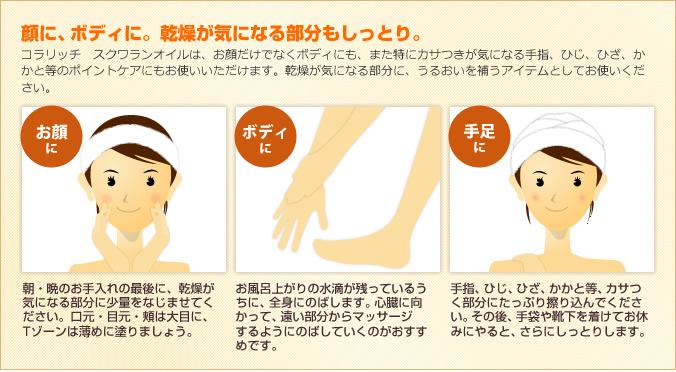 顔に、ボディに。乾燥が気になる部分もしっとり。
コラリッチ　スクワランオイルは、お顔だけでなくボディにも、また特にカサつきが気になる手指、ひじ、ひざ、か
かと等のポイントケアにもお使いいただけます。乾燥が気になる部分に、うるおいを補うアイテムとしてお使いくだ
さい。
お顔
に
朝・晩のお手入れの最後に、乾燥が
気になる部分に少量をなじませてく
ださい。口元・目元・頬は大目に、
Tゾーンは薄めに塗りましょう。
ボディ
に
お風呂上がりの水滴が残っているう
ちに、全身にのばします。心臓に向
かって、遠い部分からマッサージ
するようにのばしていくのがおすす
めです。
手足
に
手指、ひじ、ひざ、かかと等、カサつ
く部分にたっぷり擦り込んでくださ
い。その後、手袋や靴下を着けてお休
みにやると、さらにしっとりします。